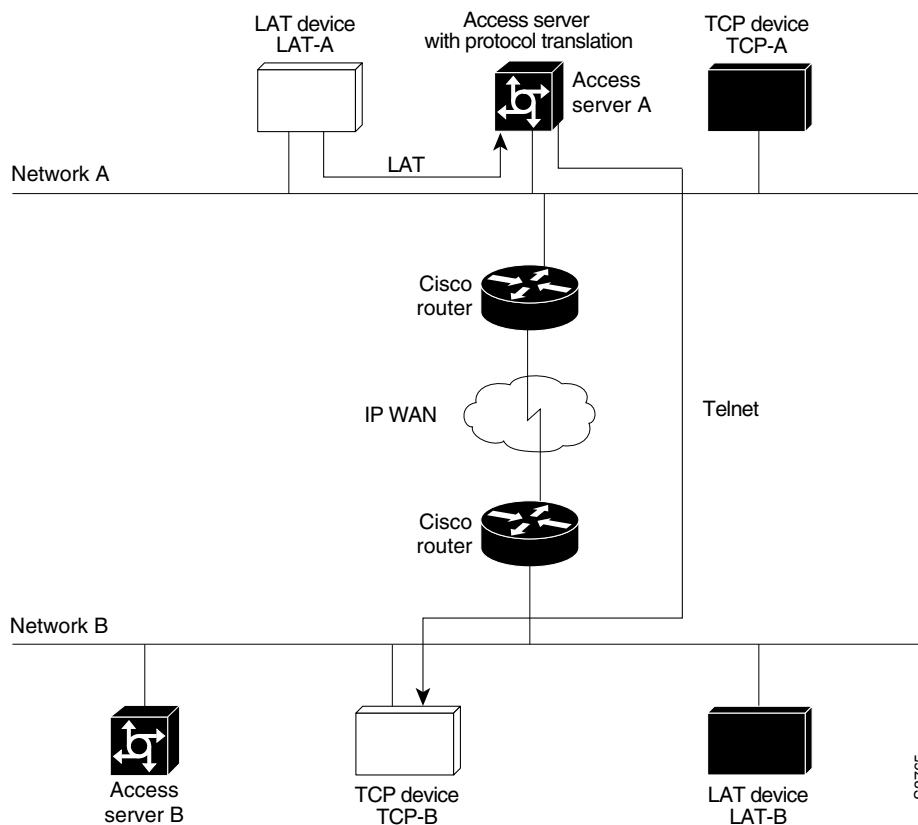 LAT device
LAT-A
Access server
with protocol translation
TCP device
TCP-A
Access
server A
LAT
Network A
Cisco
router
IP WAN
Telnet
Cisco
router
Network B
Access
server B
TCP device
TCP-B
LAT device
LAT-B